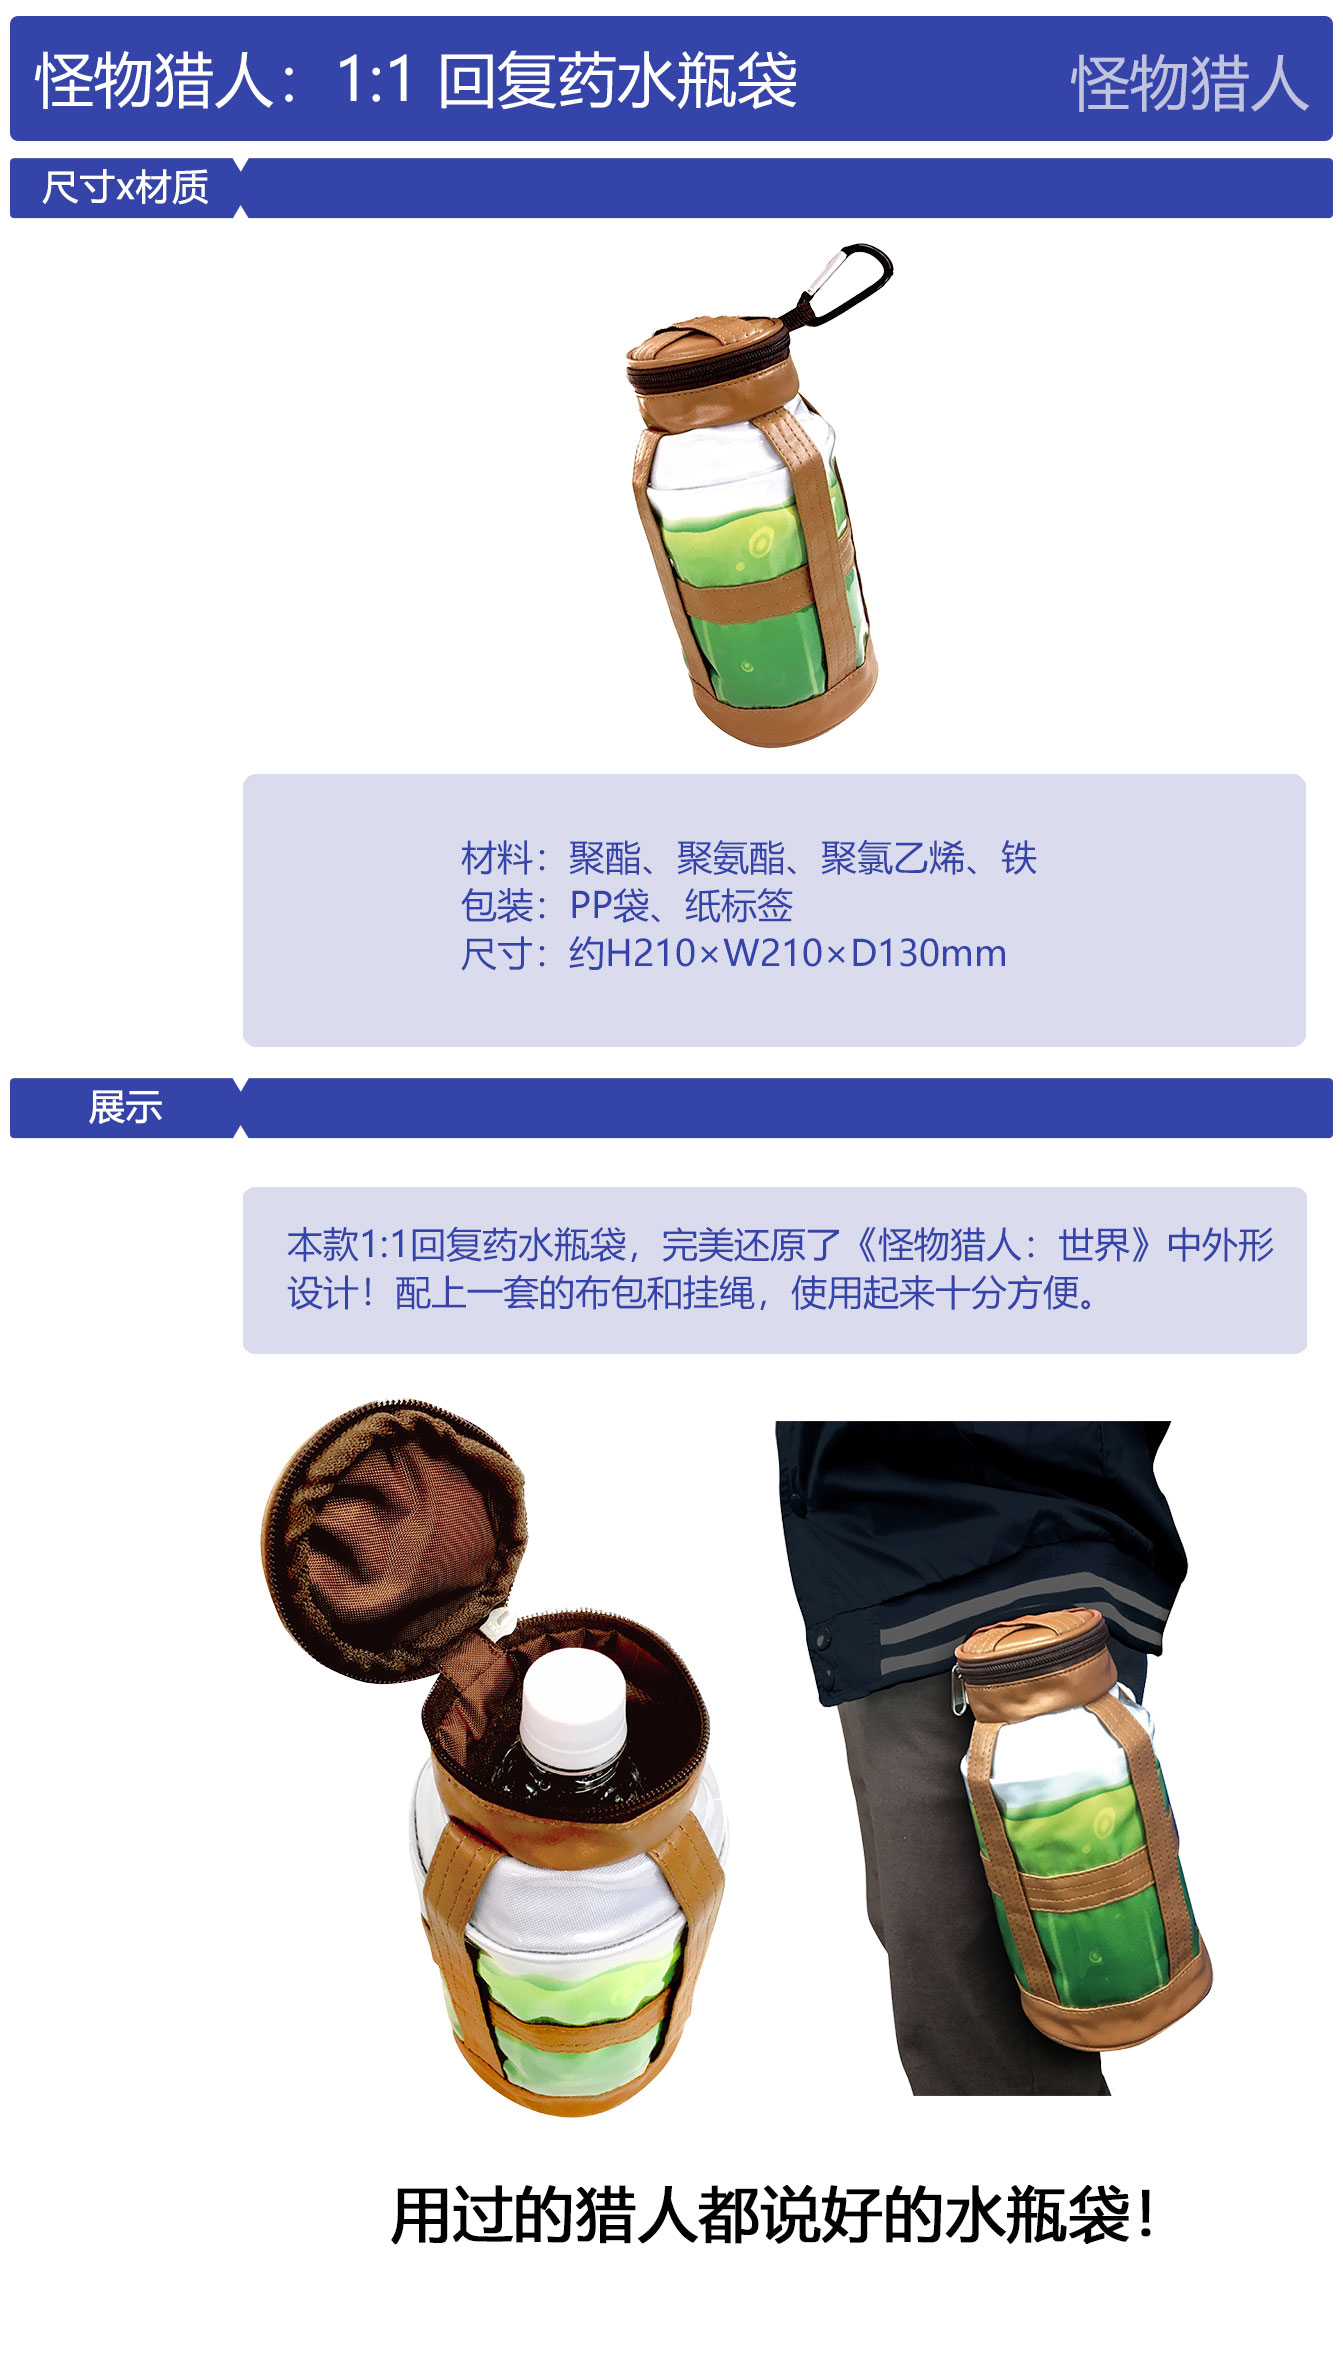 怪物猎人：1:1 回复药水瓶袋
怪物猎人
尺寸x材质
材料：聚酯、聚氨酯、聚氯乙烯、铁
包装：PP袋、纸标签
尺寸：约H210×W210×D130mm
展示
本款1:1回复药水瓶袋，完美还原了《怪物猎人：世界》中外形
设计！配上一套的布包和挂绳，使用起来十分方便。
用过的猎人都说好的水瓶袋！